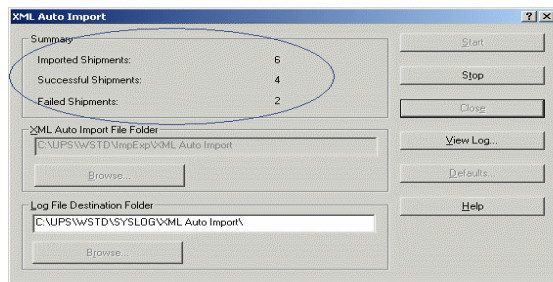 XML Auto Import
Summary
Imported Shipments: 6
Successful Shipments: 4
Failed Shipments: 2
XML Auto Import File Folder
C:\UPS\WSTD\ImpExp\XML Auto Import
Browse...
Log File Destination Folder
C:\UPS\WSTD\SYSLOG\XML Auto Import\
Browse...
Start
Stop
Close
View Log...
Defaults...
Help